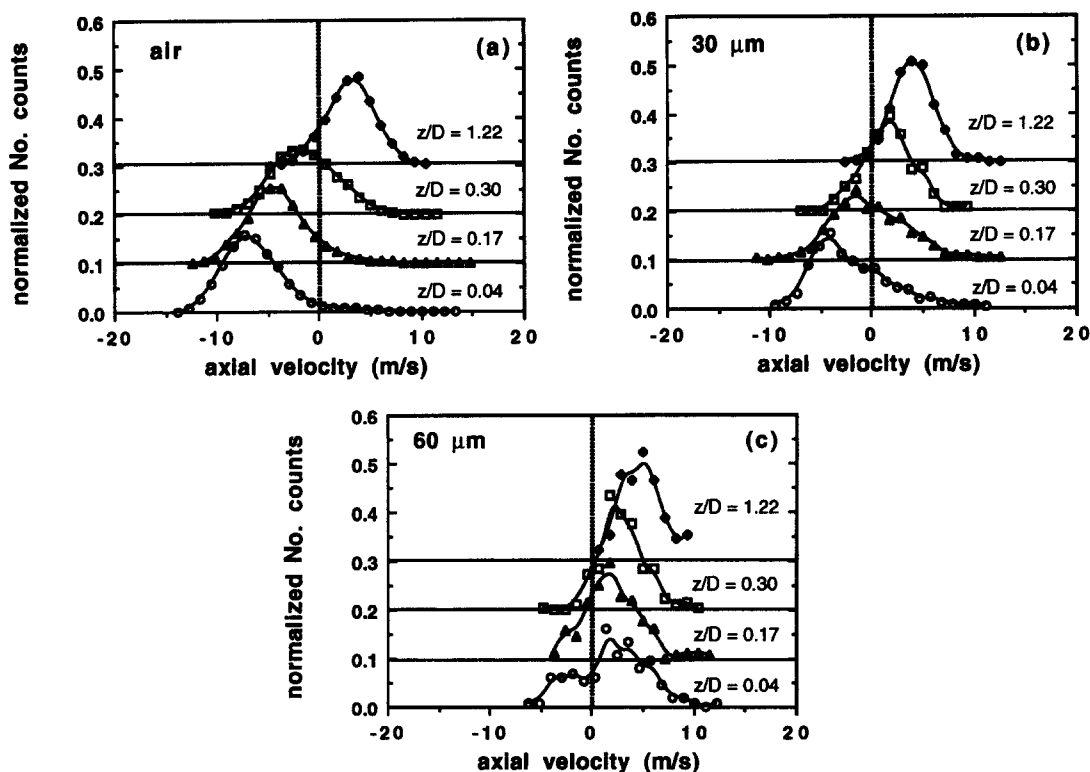 air
(a)
normalized No. counts
0.6
0.5
0.4
0.3
0.2
0.1
0.0
z/D = 1.22
z/D = 0.30
z/D = 0.17
z/D = 0.04
-20
-10
0
10
20
axial velocity (m/s)
30 μm
(b)
normalized No. counts
0.6
0.5
0.4
0.3
0.2
0.1
0.0
z/D = 1.22
z/D = 0.30
z/D = 0.17
z/D = 0.04
-20
-10
0
10
20
axial velocity (m/s)
60 μm
(c)
normalized No. counts
0.6
0.5
0.4
0.3
0.2
0.1
0.0
z/D = 1.22
z/D = 0.30
z/D = 0.17
z/D = 0.04
-20
-10
0
10
20
axial velocity (m/s)